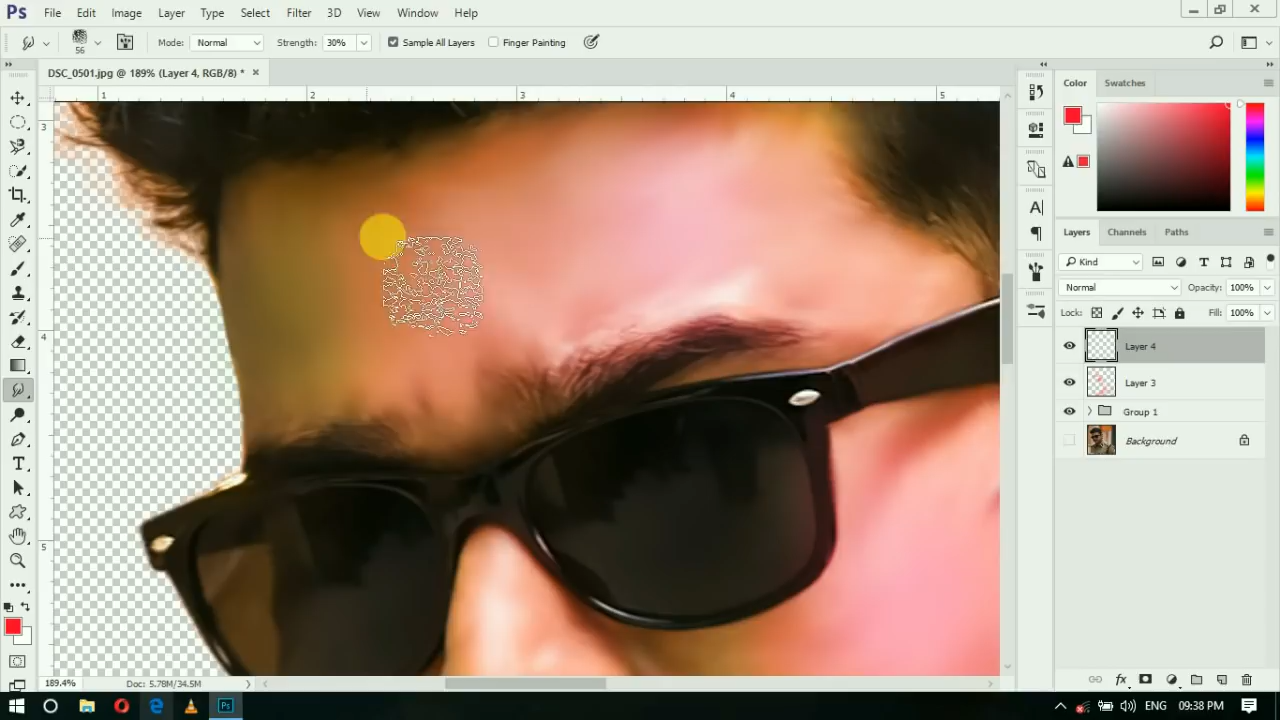 Ps File Edit Image Layer Type Select Filter 3D View Window Help
56 Mode: Normal Strength: 30% Sample All Layers Finger Painting
DSC_0501.jpg @ 189% (Layer 4, RGB/8) * ×
1 2 3 4 5
3
4
5
Color Swatches
Layers Channels Paths
Kind
Normal Opacity: 100%
Lock: Fill: 100%
Layer 4
Layer 3
Group 1
Background
189.4% Doc: 5.78M/34.5M
Ps ENG 09:38 PM